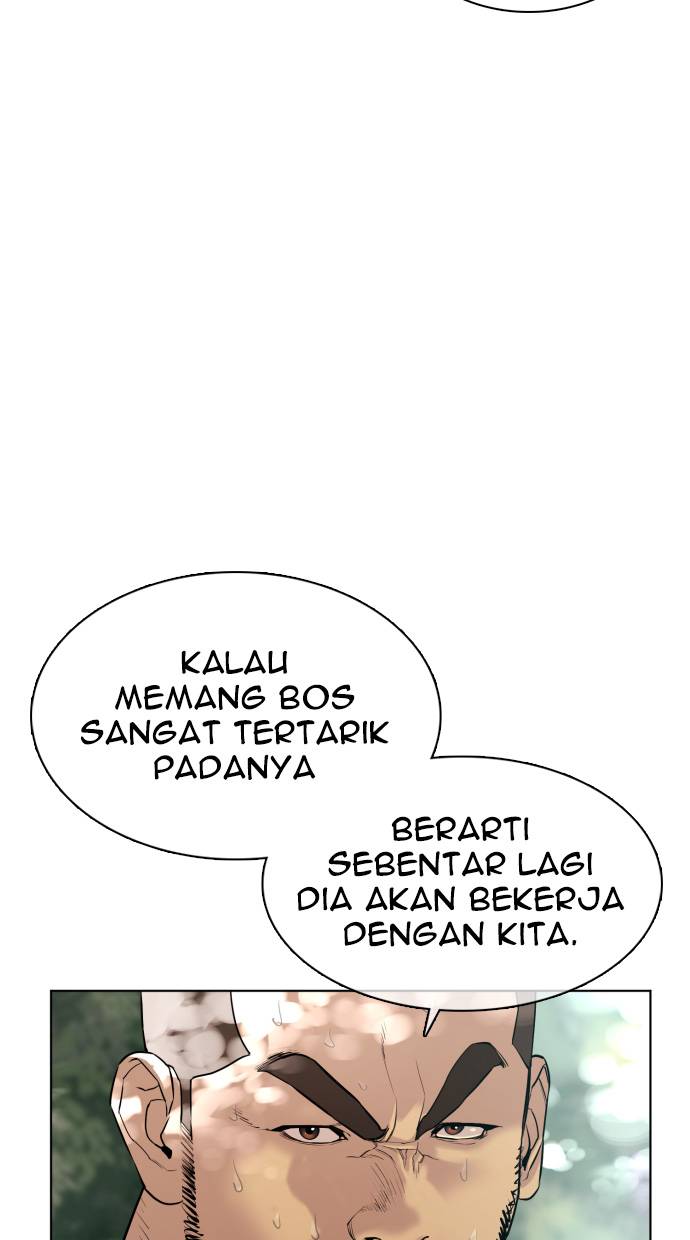 KALAU
MEMANG BOS
SANGAT TERTARIK
PADANYA
BERARTI
SEBENTAR LAGI
DIA AKAN BEKERJA
DENGAN KITA.